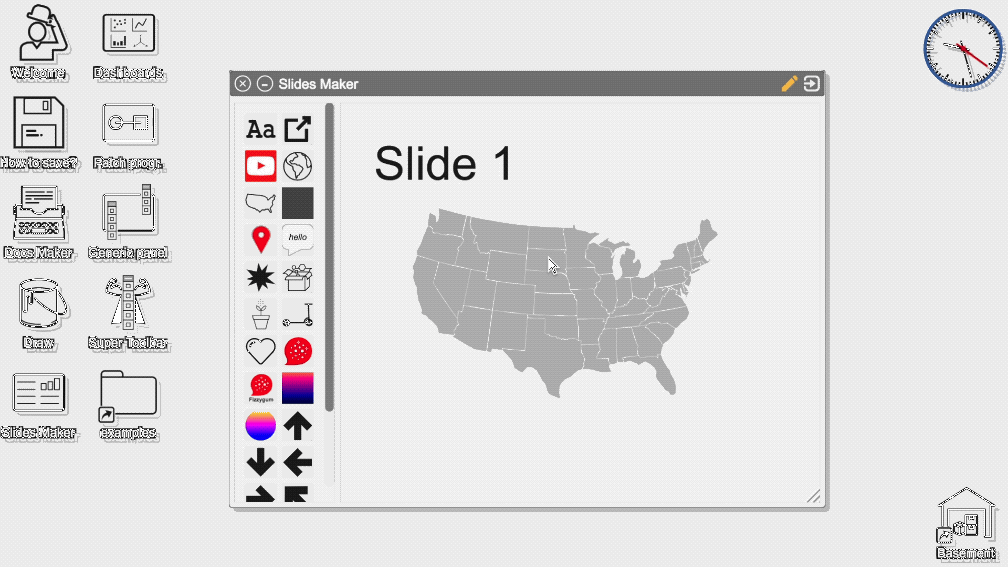 Welcome
Dashboards
How to save?
Patch progr.
Docs Maker
Generic panel
Draw
Super Toolbar
Slides Maker
examples
Slides Maker
Aa
hello
Fizzygum
Slide 1
Basement